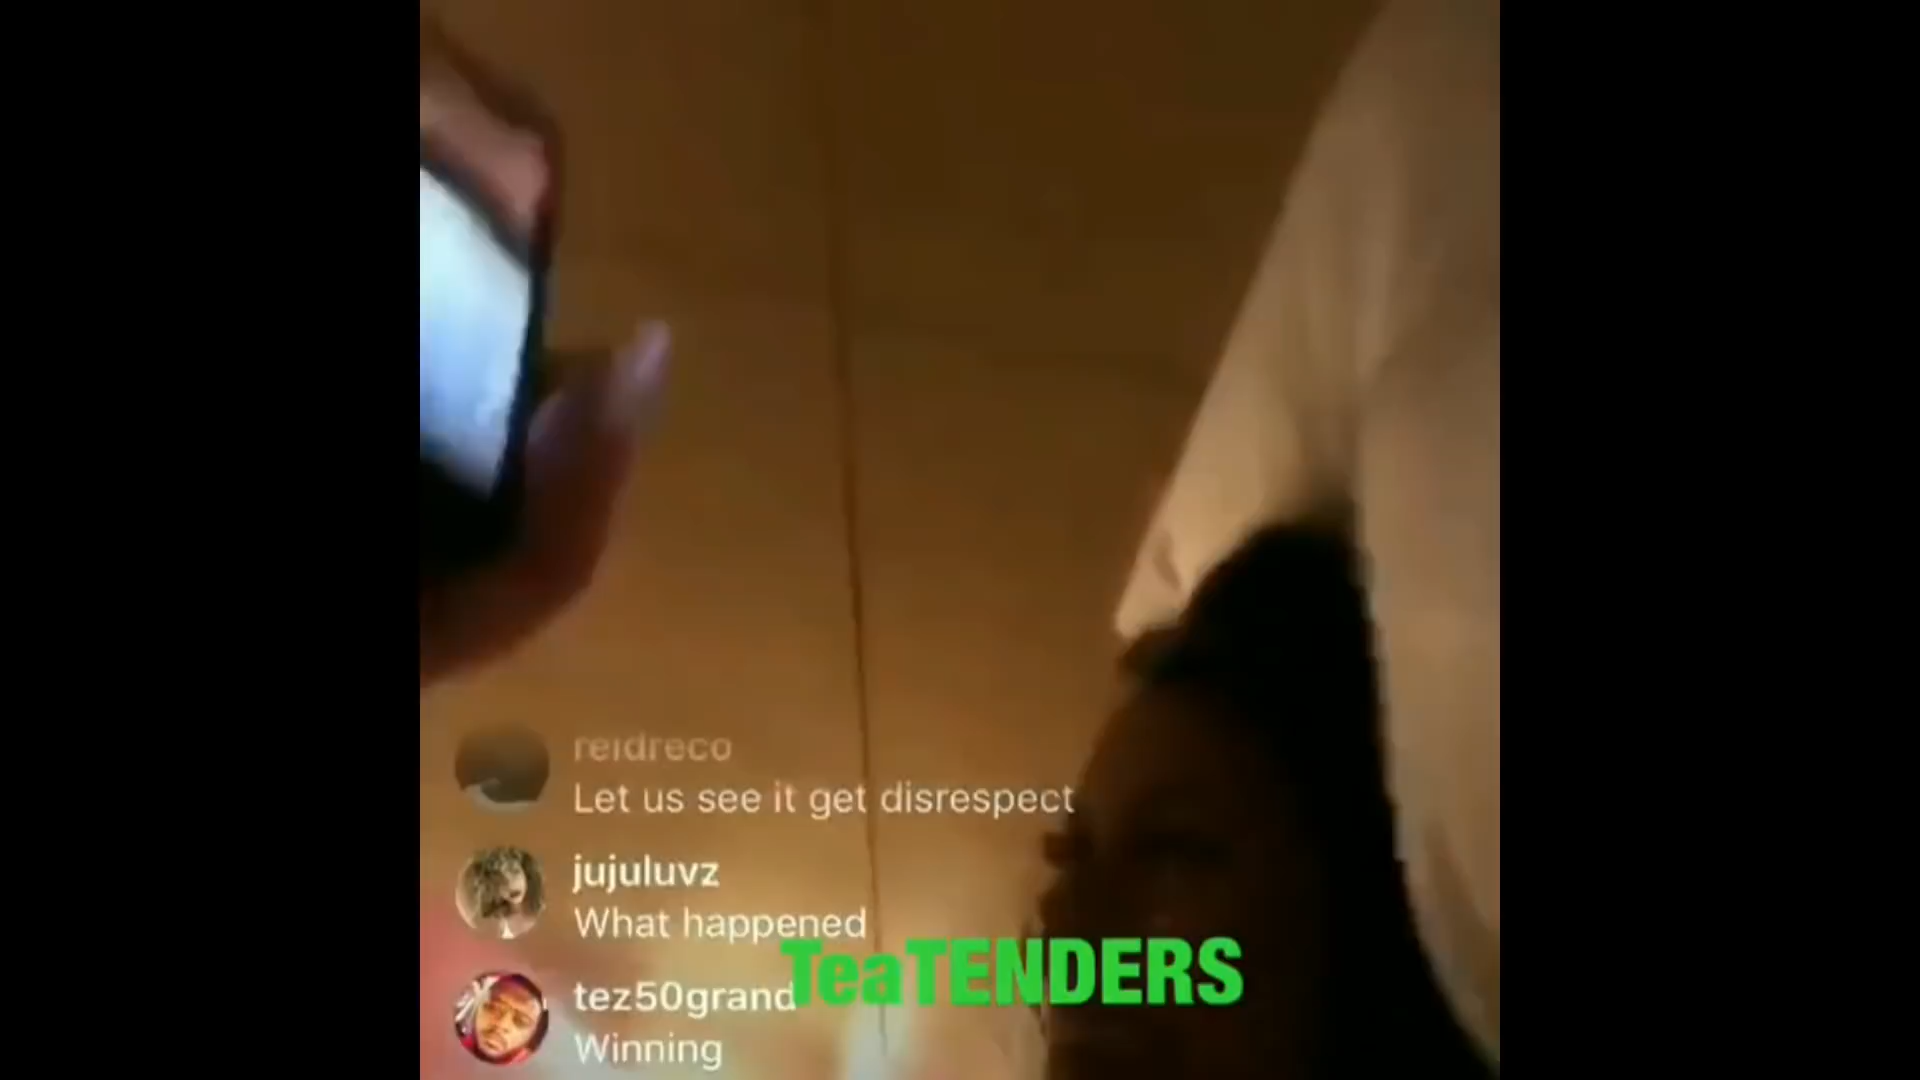 reidreco
Let us see it get disrespect
jujuluvz
What happened
TeaTENDERS
tez50grand
Winning